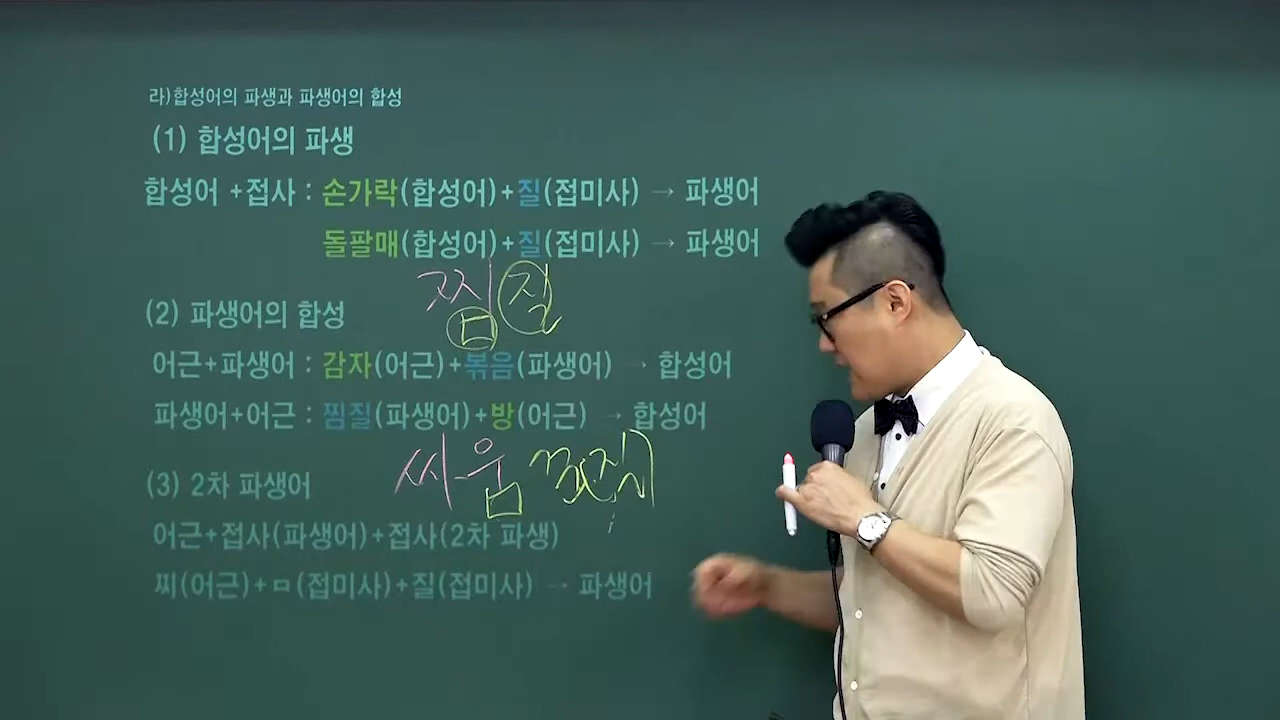 라)합성어의 파생과 파생어의 합성
(1) 합성어의 파생
합성어 +접사 : 손가락(합성어)+질(접미사) → 파생어
돌팔매(합성어)+질(접미사) → 파생어
찜질
(2) 파생어의 합성
어근+파생어 : 감자(어근)+볶음(파생어) → 합성어
파생어+어근 : 찜질(파생어)+방(어근) → 합성어
싸움
(3) 2차 파생어
어근+접사(파생어)+접사(2차 파생)
찌(어근)+ㅁ(접미사)+질(접미사) → 파생어